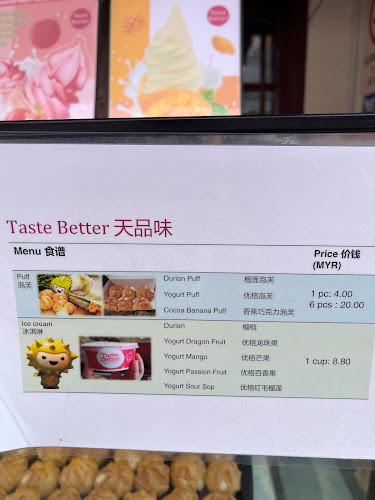 Taste Better
Taste Better 天品味
Menu 食谱 Price 价钱 (MYR)
Puff 泡芙
Durian Puff 榴莲泡芙
Yogurt Puff 优格泡芙
Cocoa Banana Puff 香蕉巧克力泡芙
1 pc: 4.00
6 pcs : 20.00
Ice cream 冰淇淋
Taste Better
Durian 榴梿
Yogurt Dragon Fruit 优格龙珠果
Yogurt Mango 优格芒果
Yogurt Passion Fruit 优格百香果
Yogurt Sour Sop 优格红毛榴莲
1 cup: 8.80